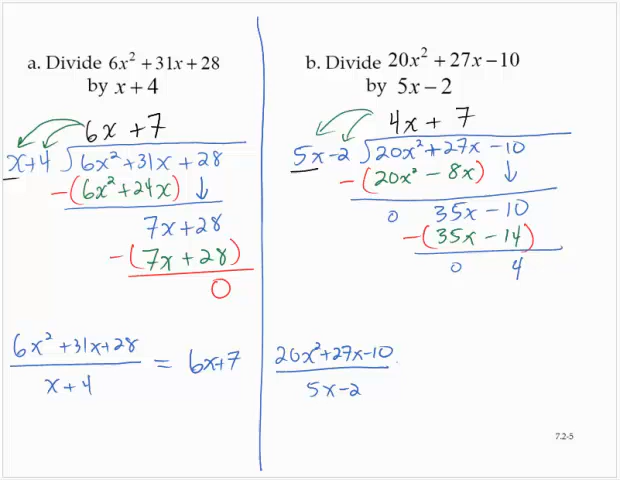 a. Divide 6x² + 31x + 28
by x + 4
6x + 7
x + 4 ) 6x² + 31x + 28
-(6x² + 24x) ↓
7x + 28
-(7x + 28)
0
(6x² + 31x + 28)/(x + 4) = 6x + 7
b. Divide 20x² + 27x − 10
by 5x − 2
4x + 7
5x − 2 ) 20x² + 27x − 10
-(20x² − 8x) ↓
0 35x − 10
-(35x − 14)
0 4
(20x² + 27x − 10)/(5x − 2)
7.2-5